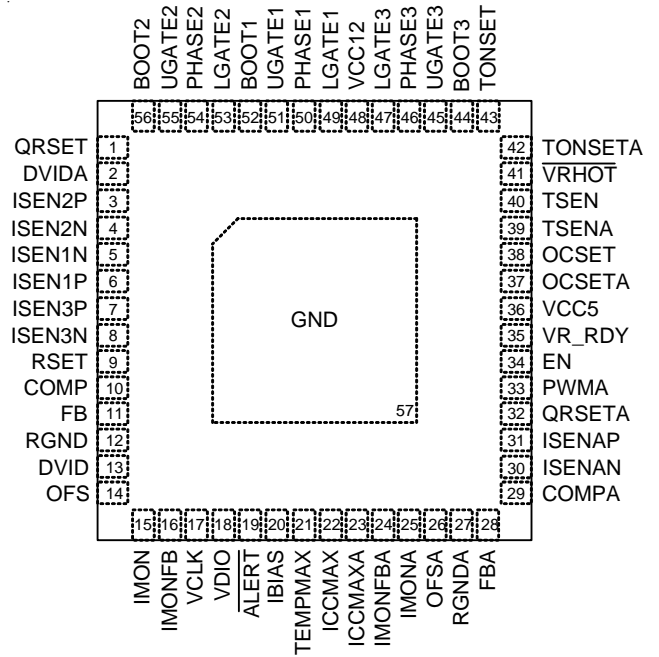 BOOT2
UGATE2
PHASE2
LGATE2
BOOT1
UGATE1
PHASE1
LGATE1
VCC12
LGATE3
PHASE3
UGATE3
BOOT3
TONSET
56 55 54 53 52 51 50 49 48 47 46 45 44 43
QRSET 1
DVIDA 2
ISEN2P 3
ISEN2N 4
ISEN1N 5
ISEN1P 6
ISEN3P 7
ISEN3N 8
RSET 9
COMP 10
FB 11
RGND 12
DVID 13
OFS 14
GND
57
42 TONSETA
41 VRHOT
40 TSEN
39 TSENA
38 OCSET
37 OCSETA
36 VCC5
35 VR_RDY
34 EN
33 PWMA
32 QRSETA
31 ISENAP
30 ISENAN
29 COMPA
15 16 17 18 19 20 21 22 23 24 25 26 27 28
IMON
IMONFB
VCLK
VDIO
ALERT
IBIAS
TEMPMAX
ICCMAX
ICCMAXA
IMONFBA
IMONA
OFSA
RGNDA
FBA